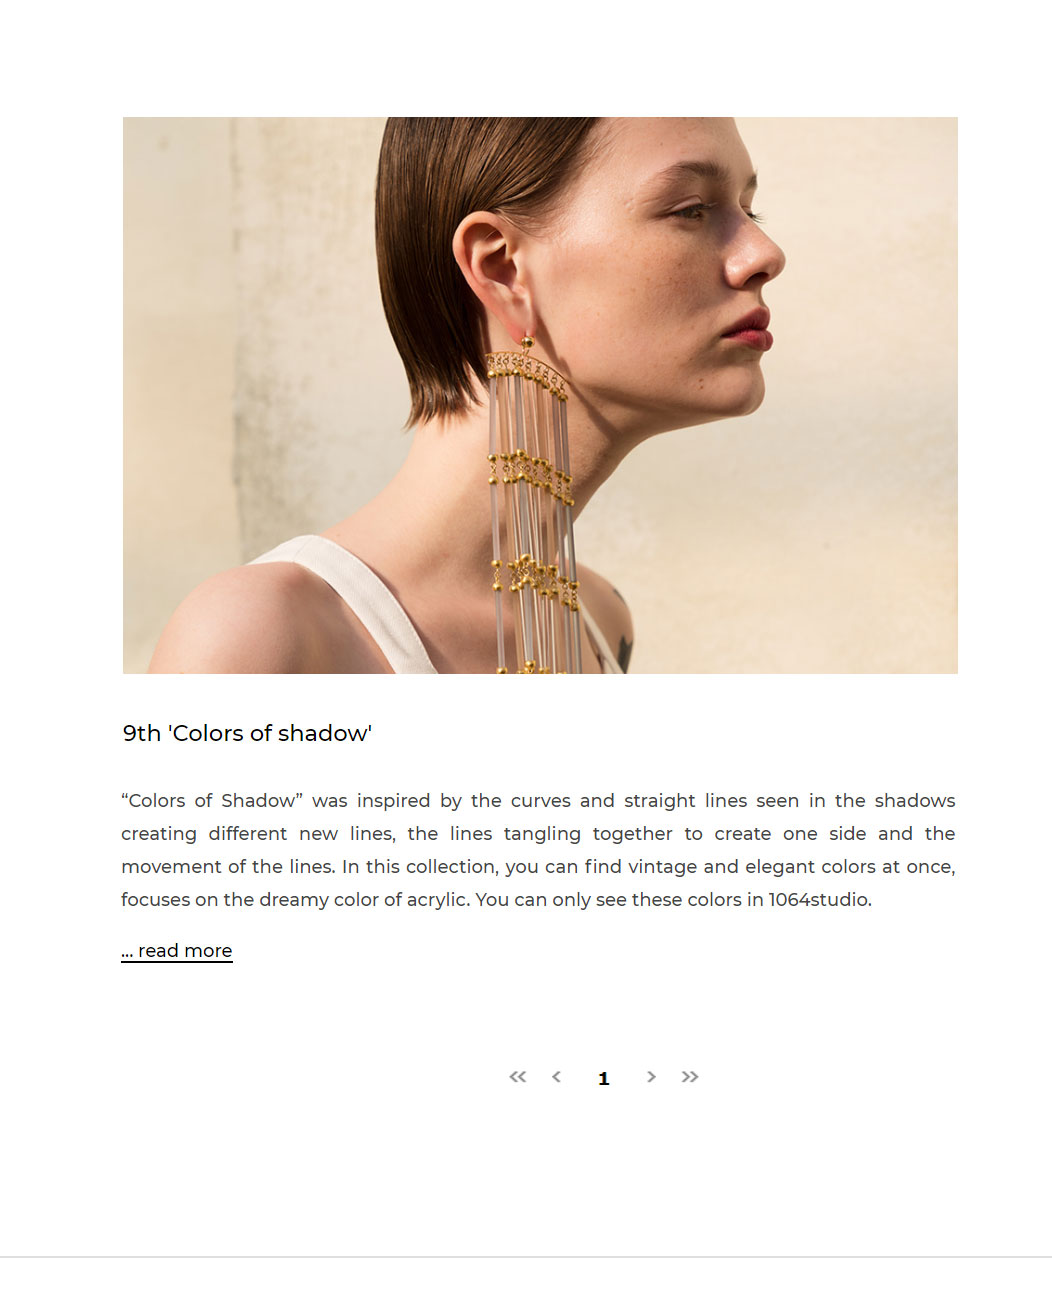 9th 'Colors of shadow'
“Colors of Shadow” was inspired by the curves and straight lines seen in the shadows
creating different new lines, the lines tangling together to create one side and the
movement of the lines. In this collection, you can find vintage and elegant colors at once,
focuses on the dreamy color of acrylic. You can only see these colors in 1064studio.
... read more
« ‹ 1 › »